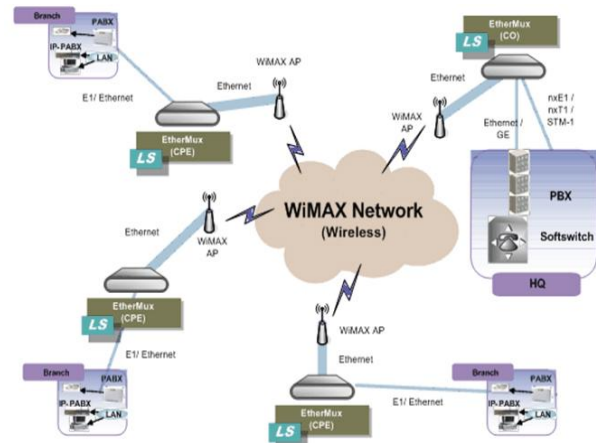 Branch
PABX
IP-PABX
LAN
E1/ Ethernet
EtherMux
(CPE)
LS
Ethernet
WiMAX AP
EtherMux
(CO)
LS
Ethernet
WiMAX
AP
Ethernet /
GE
nxE1 /
nxT1 /
STM-1
PBX
Softswitch
HQ
WiMAX Network
(Wireless)
Ethernet
WiMAX
AP
EtherMux
(CPE)
LS
E1/ Ethernet
Branch
PABX
IP-PABX
LAN
WiMAX AP
Ethernet
EtherMux
(CPE)
LS
E1/ Ethernet
Branch
PABX
IP-PABX
LAN